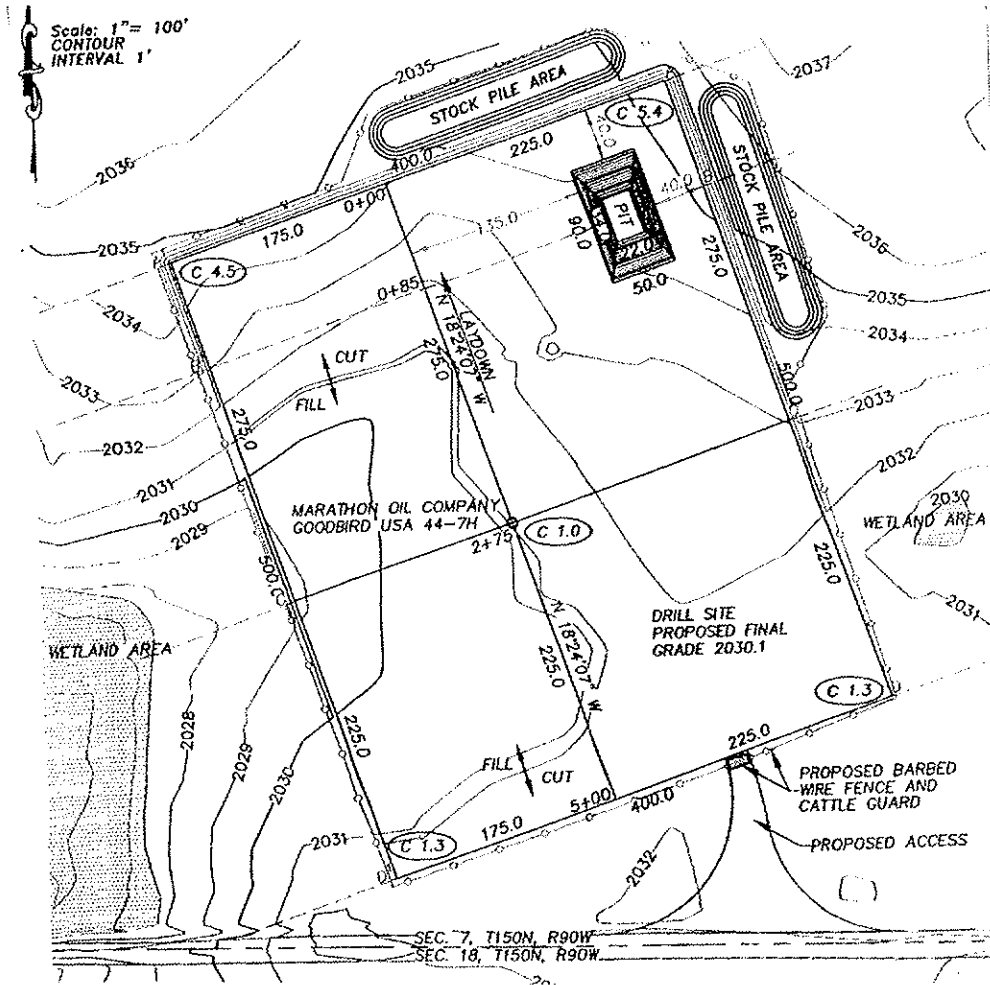 Scale: 1"= 100'
CONTOUR
INTERVAL 1'
2035
2037
STOCK PILE AREA
C 5.4
225.0
400.0
40.0
2036
0+00
175.0
STOCK PILE AREA
PIT
40.0
135.0
90.0
22.0
50.0
275.0
2035
C 4.5
2036
0+85
2035
2034
2034
LAYDOWN
N 18°24'07" W
275.0
CUT
FILL
2033
500.0
2033
275.0
2032
2032
2031
2030
2029
MARATHON OIL COMPANY
GOODBIRD USA 44-7H
2+75
C 1.0
2030
WETLAND AREA
500.0
225.0
2031
WETLAND AREA
N 18°24'07" W
225.0
DRILL SITE
PROPOSED FINAL
GRADE 2030.1
C 1.3
2028
2029
2030
225.0
225.0
FILL
CUT
PROPOSED BARBED
WIRE FENCE AND
CATTLE GUARD
5+00
400.0
175.0
2031
C 1.3
PROPOSED ACCESS
2032
SEC. 7, T150N, R90W
SEC. 18, T150N, R90W